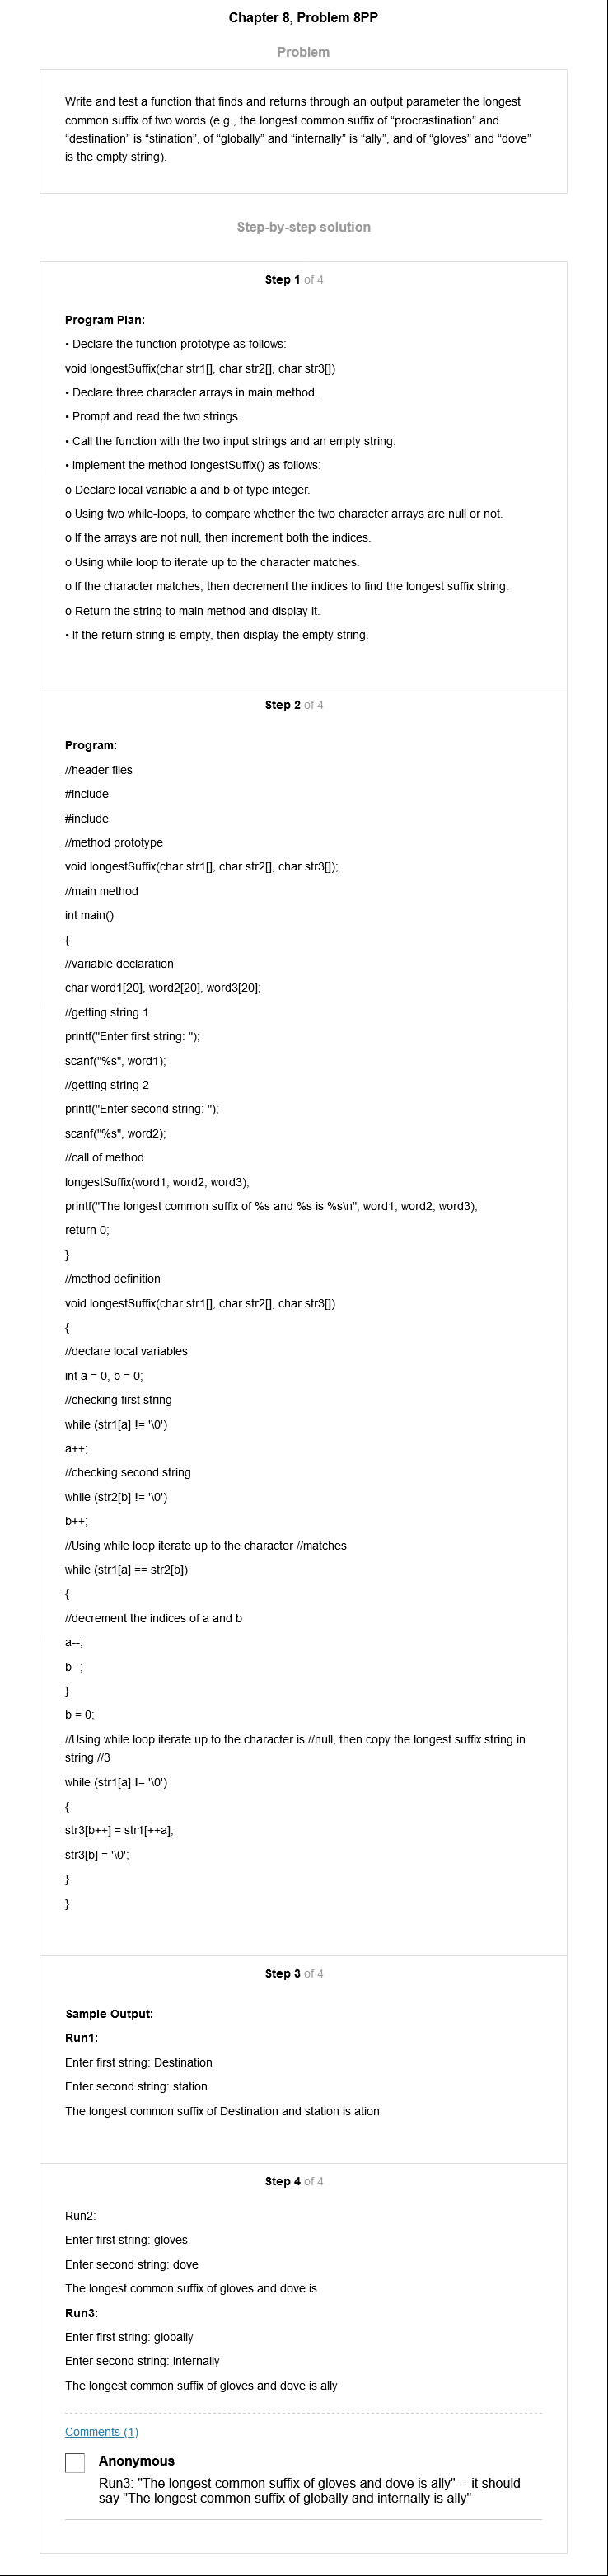 Chapter 8, Problem 8PP
Problem
Write and test a function that finds and returns through an output parameter the longest
common suffix of two words (e.g., the longest common suffix of “procrastination” and
“destination” is “stination”, of “globally” and “internally” is “ally”, and of “gloves” and “dove”
is the empty string).
Step-by-step solution
Step 1 of 4
Program Plan:
• Declare the function prototype as follows:
void longestSuffix(char str1[], char str2[], char str3[])
• Declare three character arrays in main method.
• Prompt and read the two strings.
• Call the function with the two input strings and an empty string.
• Implement the method longestSuffix() as follows:
o Declare local variable a and b of type integer.
o Using two while-loops, to compare whether the two character arrays are null or not.
o If the arrays are not null, then increment both the indices.
o Using while loop to iterate up to the character matches.
o If the character matches, then decrement the indices to find the longest suffix string.
o Return the string to main method and display it.
• If the return string is empty, then display the empty string.
Step 2 of 4
Program:
//header files
#include
#include
//method prototype
void longestSuffix(char str1[], char str2[], char str3[]);
//main method
int main()
{
//variable declaration
char word1[20], word2[20], word3[20];
//getting string 1
printf("Enter first string: ");
scanf("%s", word1);
//getting string 2
printf("Enter second string: ");
scanf("%s", word2);
//call of method
longestSuffix(word1, word2, word3);
printf("The longest common suffix of %s and %s is %s\n", word1, word2, word3);
return 0;
}
//method definition
void longestSuffix(char str1[], char str2[], char str3[])
{
//declare local variables
int a = 0, b = 0;
//checking first string
while (str1[a] != '\0')
a++;
//checking second string
while (str2[b] != '\0')
b++;
//Using while loop iterate up to the character //matches
while (str1[a] == str2[b])
{
//decrement the indices of a and b
a--;
b--;
}
b = 0;
//Using while loop iterate up to the character is //null, then copy the longest suffix string in
string //3
while (str1[a] != '\0')
{
str3[b++] = str1[++a];
str3[b] = '\0';
}
}
Step 3 of 4
Sample Output:
Run1:
Enter first string: Destination
Enter second string: station
The longest common suffix of Destination and station is ation
Step 4 of 4
Run2:
Enter first string: gloves
Enter second string: dove
The longest common suffix of gloves and dove is
Run3:
Enter first string: globally
Enter second string: internally
The longest common suffix of gloves and dove is ally
Comments (1)
Anonymous
Run3: "The longest common suffix of gloves and dove is ally" -- it should
say "The longest common suffix of globally and internally is ally"